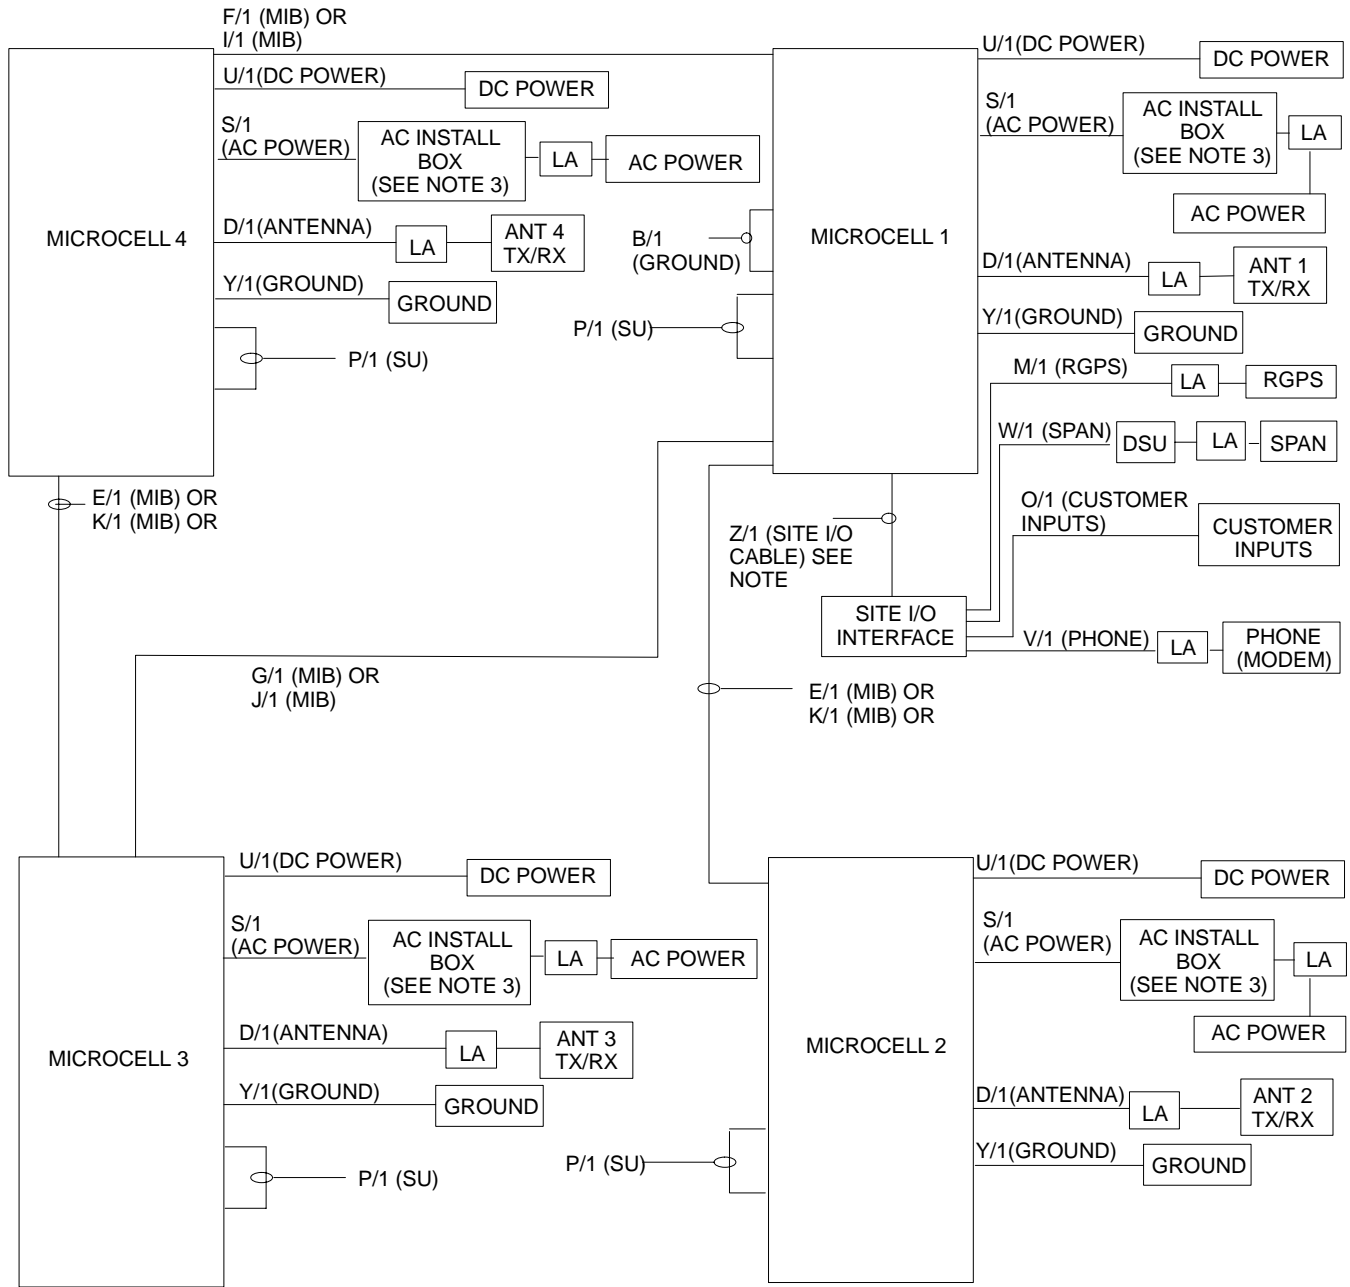 F/1 (MIB) OR
I/1 (MIB)
U/1(DC POWER)
DC POWER
S/1
(AC POWER)
AC INSTALL
BOX
(SEE NOTE 3)
LA
AC POWER
MICROCELL 4
D/1(ANTENNA)
LA
ANT 4
TX/RX
Y/1(GROUND)
GROUND
P/1 (SU)
E/1 (MIB) OR
K/1 (MIB) OR
U/1(DC POWER)
DC POWER
S/1
(AC POWER)
AC INSTALL
BOX
(SEE NOTE 3)
LA
AC POWER
MICROCELL 1
B/1
(GROUND)
P/1 (SU)
D/1(ANTENNA)
LA
ANT 1
TX/RX
Y/1(GROUND)
GROUND
M/1 (RGPS)
LA
RGPS
W/1 (SPAN)
DSU
LA
SPAN
O/1 (CUSTOMER
INPUTS)
CUSTOMER
INPUTS
Z/1 (SITE I/O
CABLE) SEE
NOTE
SITE I/O
INTERFACE
V/1 (PHONE)
LA
PHONE
(MODEM)
G/1 (MIB) OR
J/1 (MIB)
E/1 (MIB) OR
K/1 (MIB) OR
U/1(DC POWER)
DC POWER
S/1
(AC POWER)
AC INSTALL
BOX
(SEE NOTE 3)
LA
AC POWER
MICROCELL 3
D/1(ANTENNA)
LA
ANT 3
TX/RX
Y/1(GROUND)
GROUND
P/1 (SU)
U/1(DC POWER)
DC POWER
S/1
(AC POWER)
AC INSTALL
BOX
(SEE NOTE 3)
LA
AC POWER
MICROCELL 2
D/1(ANTENNA)
LA
ANT 2
TX/RX
Y/1(GROUND)
GROUND
P/1 (SU)